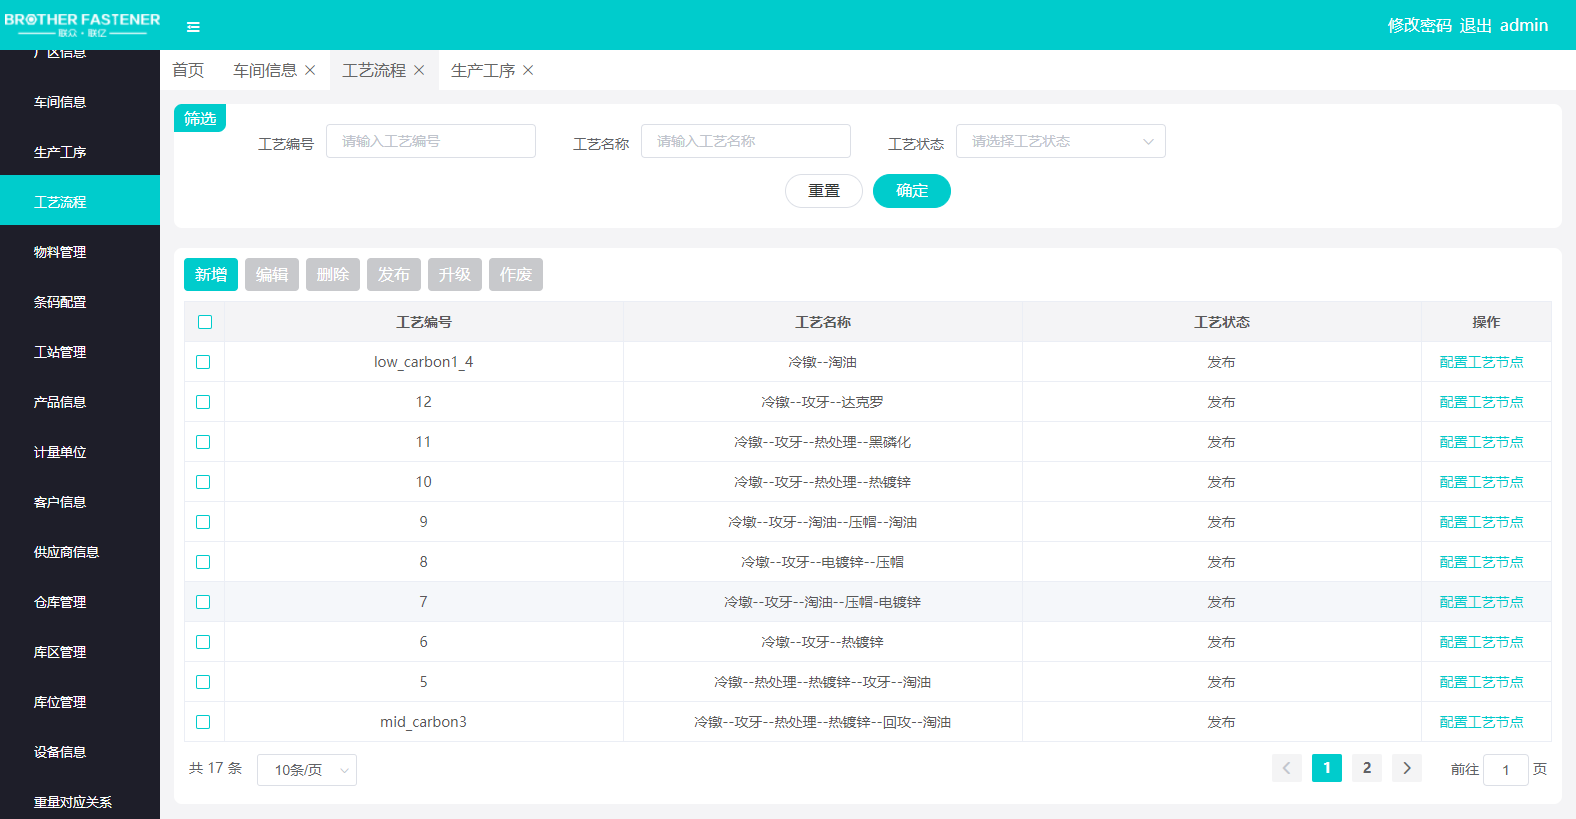 BROTHER FASTENER
联众·联亿
修改密码 退出 admin
厂区信息
车间信息
生产工序
工艺流程
物料管理
条码配置
工站管理
产品信息
计量单位
客户信息
供应商信息
仓库管理
库区管理
库位管理
设备信息
重量对应关系
首页 车间信息 工艺流程 生产工序
筛选
工艺编号 请输入工艺编号 工艺名称 请输入工艺名称 工艺状态 请选择工艺状态
重置 确定
新增 编辑 删除 发布 升级 作废
工艺编号 工艺名称 工艺状态 操作
low_carbon1_4 冷镦--淘油 发布 配置工艺节点
12 冷镦--攻牙--达克罗 发布 配置工艺节点
11 冷镦--攻牙--热处理--黑磷化 发布 配置工艺节点
10 冷镦--攻牙--热处理--热镀锌 发布 配置工艺节点
9 冷墩--攻牙--淘油--压帽--淘油 发布 配置工艺节点
8 冷墩--攻牙--电镀锌--压帽 发布 配置工艺节点
7 冷墩--攻牙--淘油--压帽-电镀锌 发布 配置工艺节点
6 冷墩--攻牙--热镀锌 发布 配置工艺节点
5 冷镦--热处理--热镀锌--攻牙--淘油 发布 配置工艺节点
mid_carbon3 冷镦--攻牙--热处理--热镀锌--回攻--淘油 发布 配置工艺节点
共 17 条 10条/页 1 2 前往 1 页